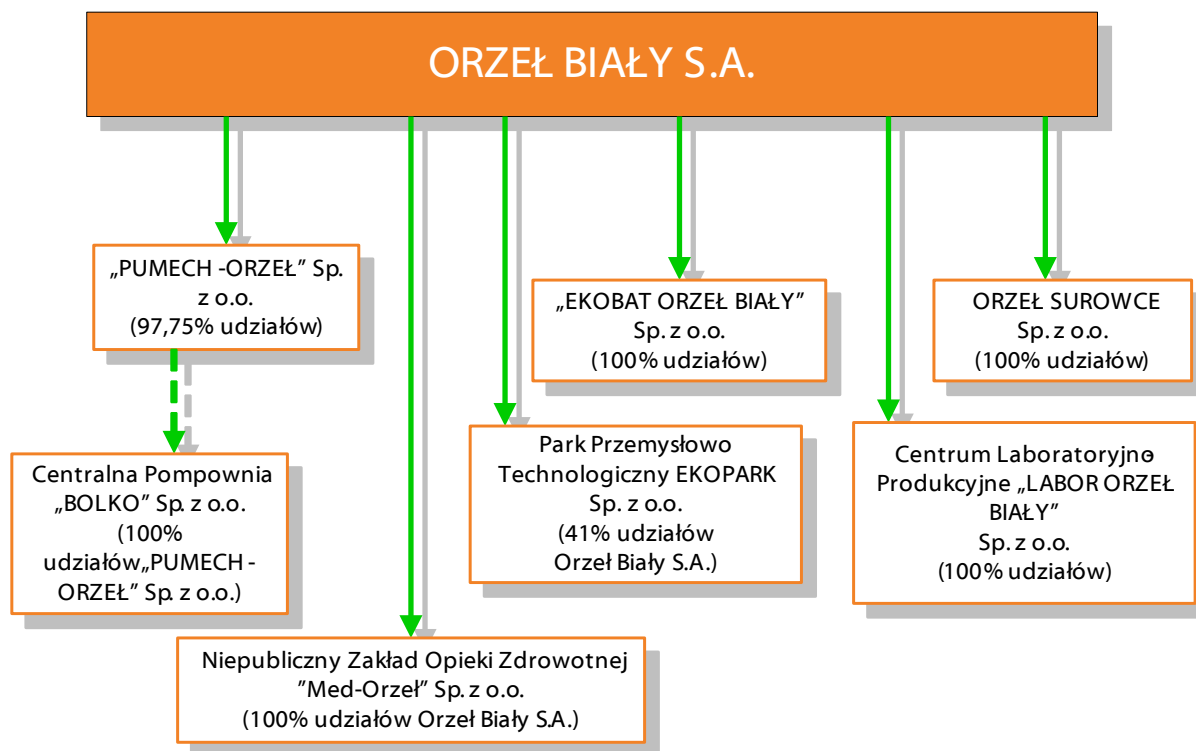 ORZEŁ BIAŁY S.A.
„PUMECH -ORZEŁ” Sp.
z o.o.
(97,75% udziałów)
„EKOBAT ORZEŁ BIAŁY”
Sp. z o.o.
(100% udziałów)
ORZEŁ SUROWCE
Sp. z o.o.
(100% udziałów)
Centralna Pompownia
„BOLKO” Sp. z o.o.
(100%
udziałów„PUMECH -
ORZEŁ” Sp. z o.o.)
Park Przemysłowo
Technologiczny EKOPARK
Sp. z o.o.
(41% udziałów
Orzeł Biały S.A.)
Centrum Laboratoryjno-
Produkcyjne „LABOR ORZEŁ
BIAŁY”
Sp. z o.o.
(100% udziałów)
Niepubliczny Zakład Opieki Zdrowotnej
”Med-Orzeł” Sp. z o.o.
(100% udziałów Orzeł Biały S.A.)